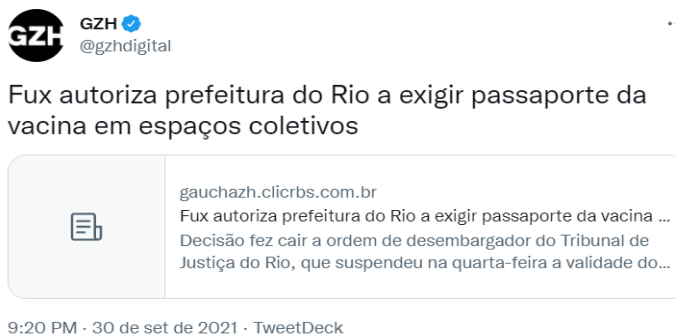 GZH
GZH
@gzhdigital
Fux autoriza prefeitura do Rio a exigir passaporte da
vacina em espaços coletivos
gauchazh.clicrbs.com.br
Fux autoriza prefeitura do Rio a exigir passaporte da vacina ...
Decisão fez cair a ordem de desembargador do Tribunal de
Justiça do Rio, que suspendeu na quarta-feira a validade do...
9:20 PM · 30 de set de 2021 · TweetDeck